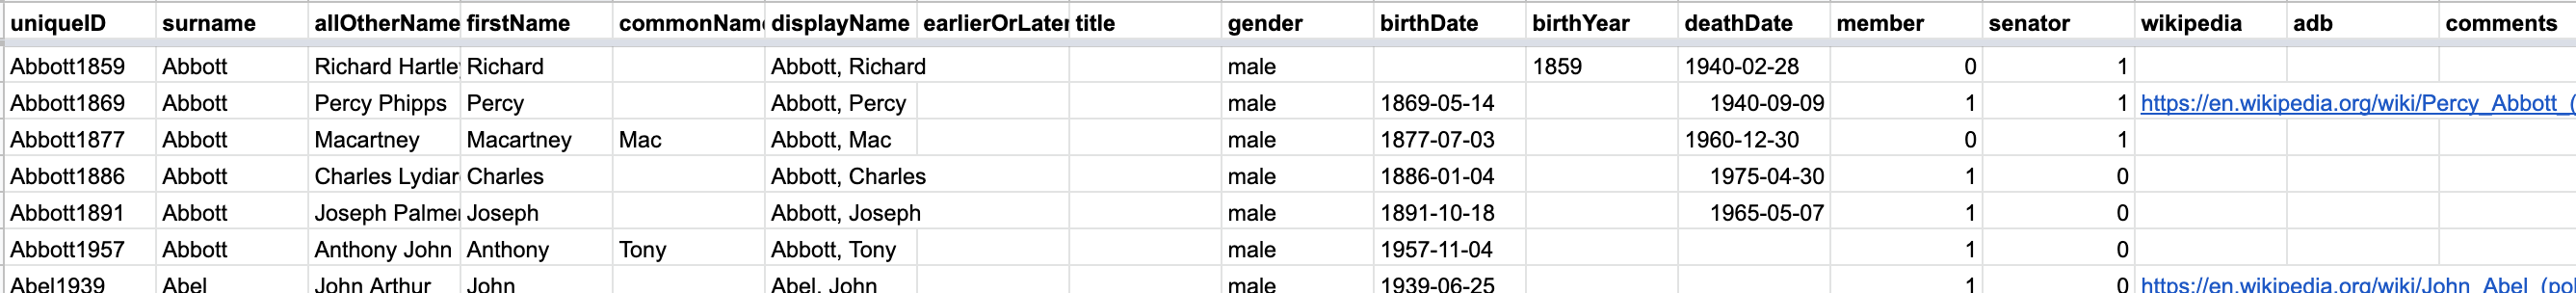 uniqueID surname allOtherName firstName commonNam displayName earlierOrLater title gender birthDate birthYear deathDate member senator wikipedia adb comments
Abbott1859 Abbott Richard Hartle Richard Abbott, Richard male 1859 1940-02-28 0 1
Abbott1869 Abbott Percy Phipps Percy Abbott, Percy male 1869-05-14 1940-09-09 1 1 https://en.wikipedia.org/wiki/Percy_Abbott_(
Abbott1877 Abbott Macartney Macartney Mac Abbott, Mac male 1877-07-03 1960-12-30 0 1
Abbott1886 Abbott Charles Lydiar Charles Abbott, Charles male 1886-01-04 1975-04-30 1 0
Abbott1891 Abbott Joseph Palmer Joseph Abbott, Joseph male 1891-10-18 1965-05-07 1 0
Abbott1957 Abbott Anthony John Anthony Tony Abbott, Tony male 1957-11-04 1 0
Abel1939 Abel John Arthur John Abel, John male 1939-06-25 1 0 https://en.wikipedia.org/wiki/John_Abel_(pol